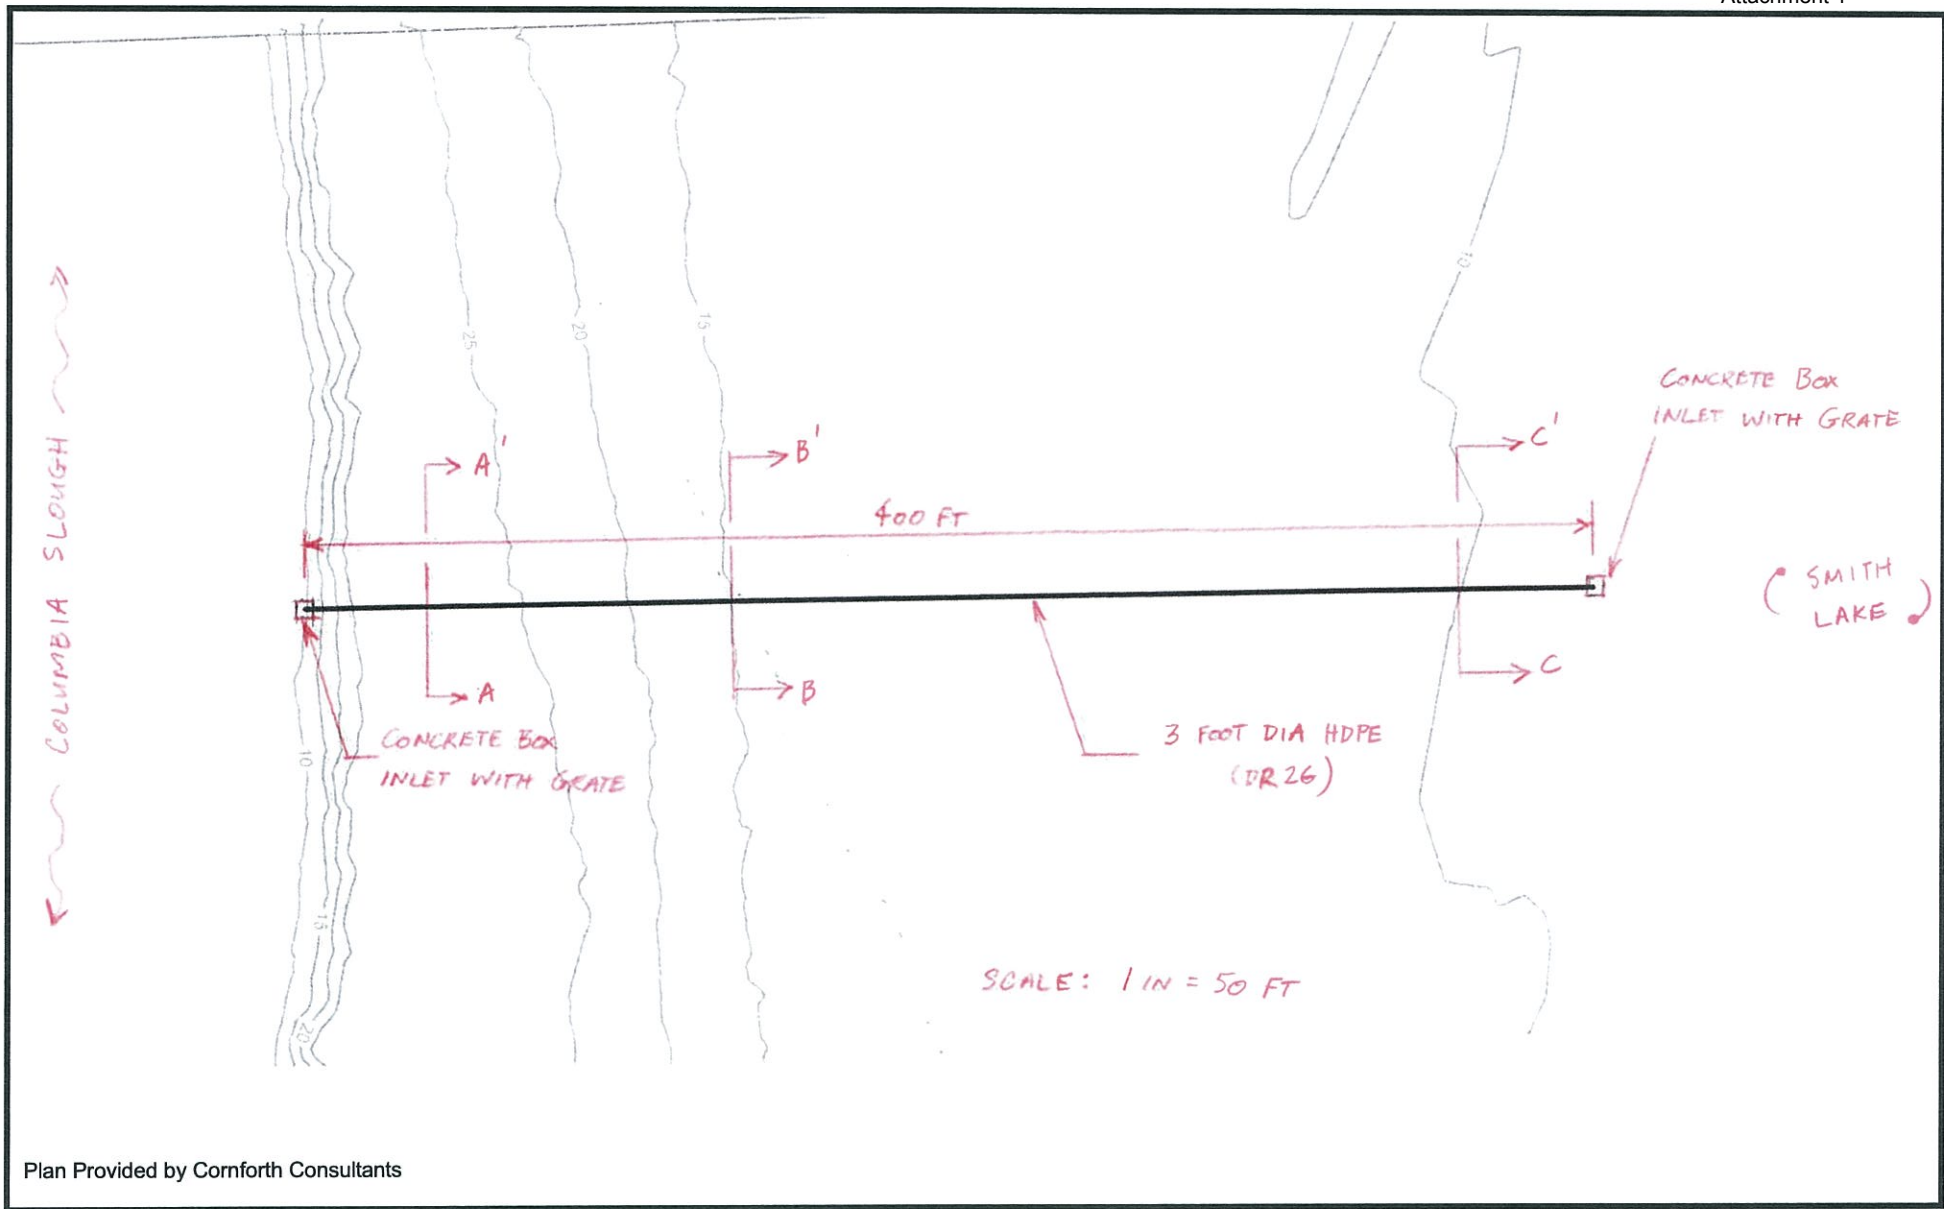 COLUMBIA SLOUGH
25
20
15
10
A'
B'
C'
400 FT
CONCRETE BOX
INLET WITH GRATE
SMITH
LAKE
A
B
C
CONCRETE BOX
INLET WITH GRATE
3 FOOT DIA HDPE
(DR 26)
10
15
20
SCALE: 1 IN = 50 FT
Plan Provided by Cornforth Consultants